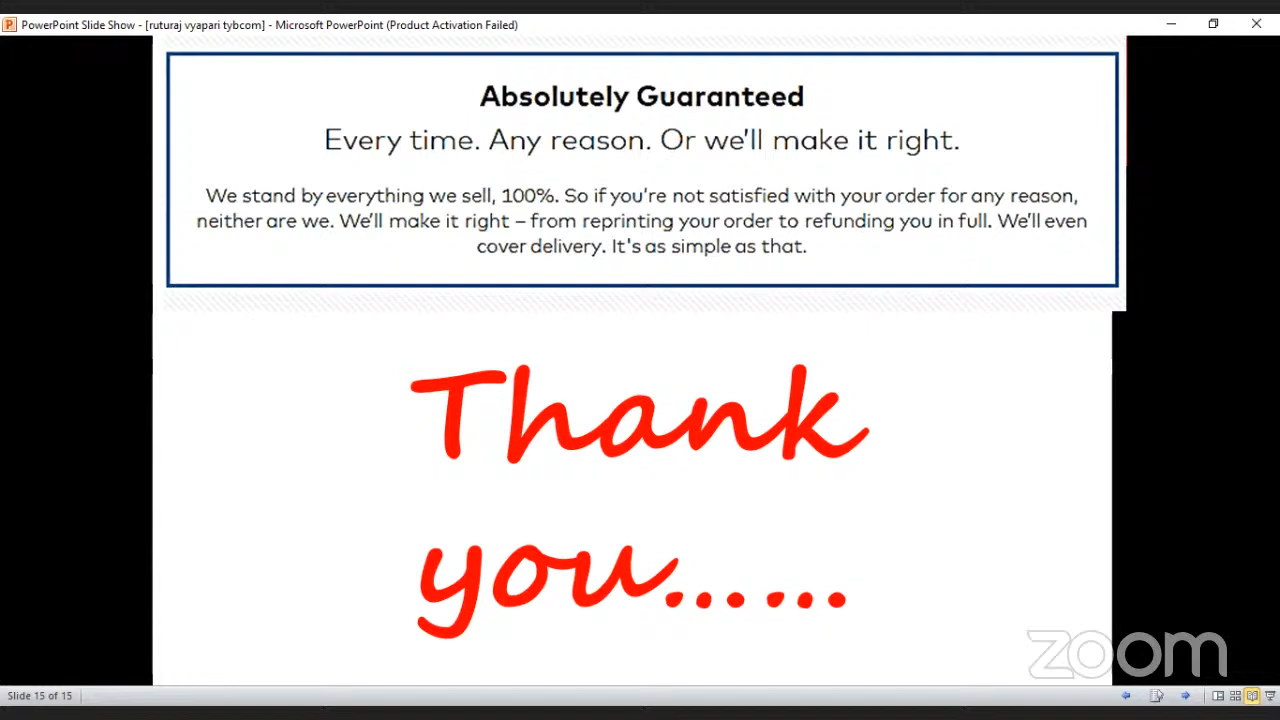 PowerPoint Slide Show - [ruturaj vyapari tybcom] - Microsoft PowerPoint (Product Activation Failed)
Absolutely Guaranteed
Every time. Any reason. Or we'll make it right.
We stand by everything we sell, 100%. So if you're not satisfied with your order for any reason,
neither are we. We'll make it right – from reprinting your order to refunding you in full. We'll even
cover delivery. It's as simple as that.
Thank
you......
zoom
Slide 15 of 15